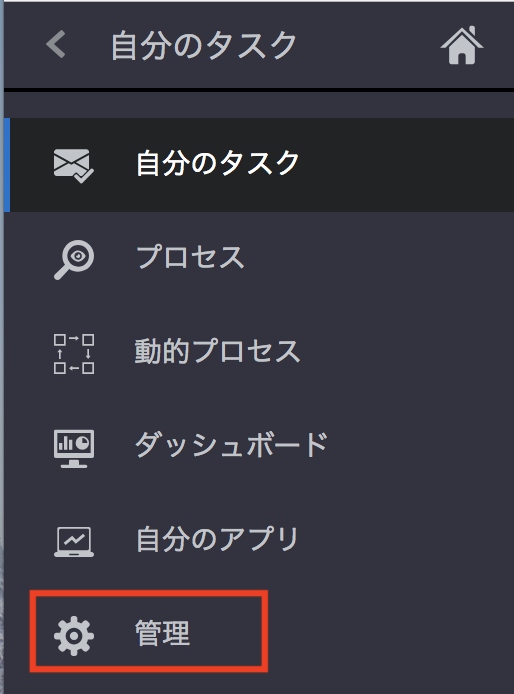 自分のタスク
自分のタスク
プロセス
動的プロセス
ダッシュボード
自分のアプリ
管理